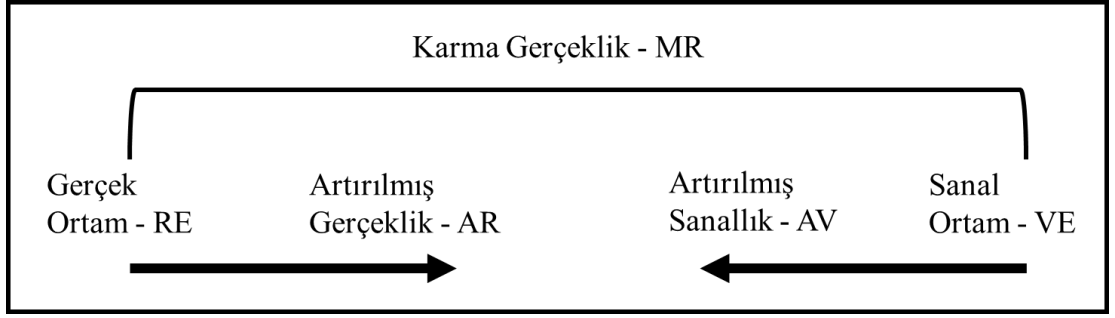 Karma Gerçeklik - MR
Gerçek
Ortam - RE
Artırılmış
Gerçeklik - AR
Artırılmış
Sanallık - AV
Sanal
Ortam - VE